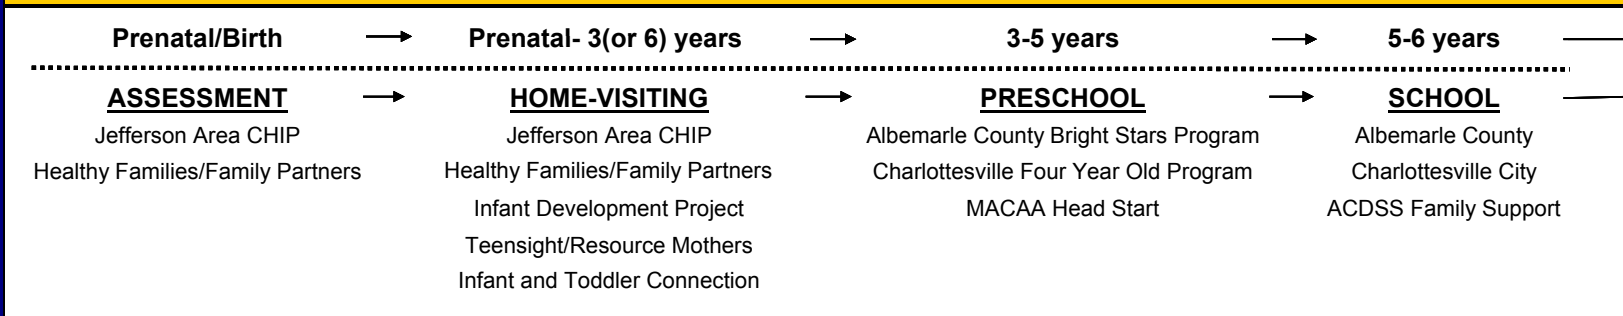 Prenatal/Birth
Prenatal- 3(or 6) years
3-5 years
5-6 years
ASSESSMENT
HOME-VISITING
PRESCHOOL
SCHOOL
Jefferson Area CHIP
Jefferson Area CHIP
Albemarle County Bright Stars Program
Albemarle County
Healthy Families/Family Partners
Healthy Families/Family Partners
Charlottesville Four Year Old Program
Charlottesville City
Infant Development Project
MACAA Head Start
ACDSS Family Support
Teensight/Resource Mothers
Infant and Toddler Connection